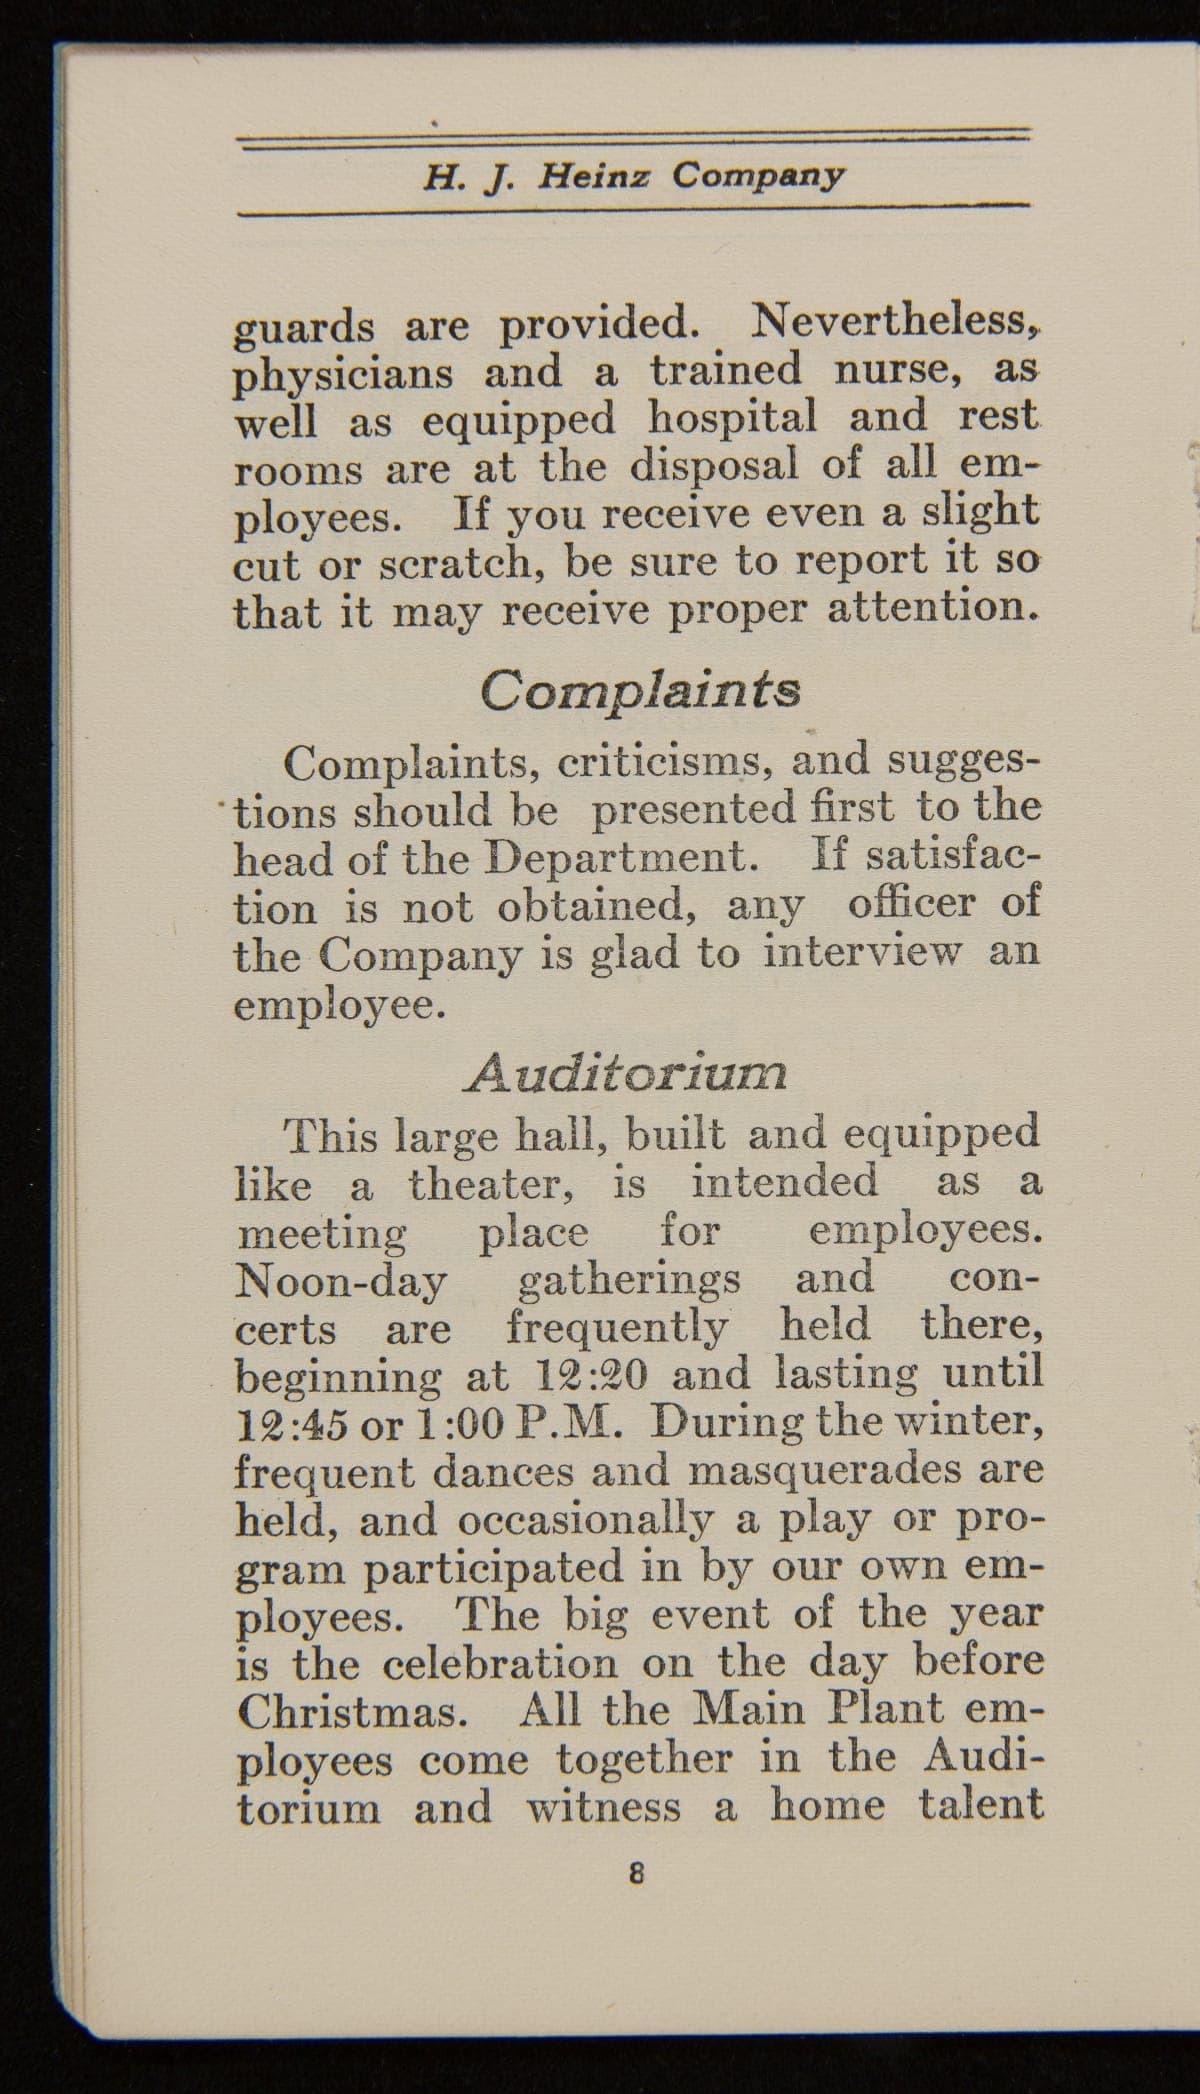 H. J. Heinz Company
guards are provided. Nevertheless,
physicians and a trained nurse, as
well as equipped hospital and rest
rooms are at the disposal of all em-
ployees. If you receive even a slight
cut or scratch, be sure to report it so
that it may receive proper attention.
Complaints
Complaints, criticisms, and sugges-
tions should be presented first to the
head of the Department. If satisfac-
tion is not obtained, any officer of
the Company is glad to interview an
employee.
Auditorium
This large hall, built and equipped
like a theater, is intended as a
meeting place for employees.
Noon-day gatherings and con-
certs are frequently held there,
beginning at 12:20 and lasting until
12:45 or 1:00 P.M. During the winter,
frequent dances and masquerades are
held, and occasionally a play or pro-
gram participated in by our own em-
ployees. The big event of the year
is the celebration on the day before
Christmas. All the Main Plant em-
ployees come together in the Audi-
torium and witness a home talent
8